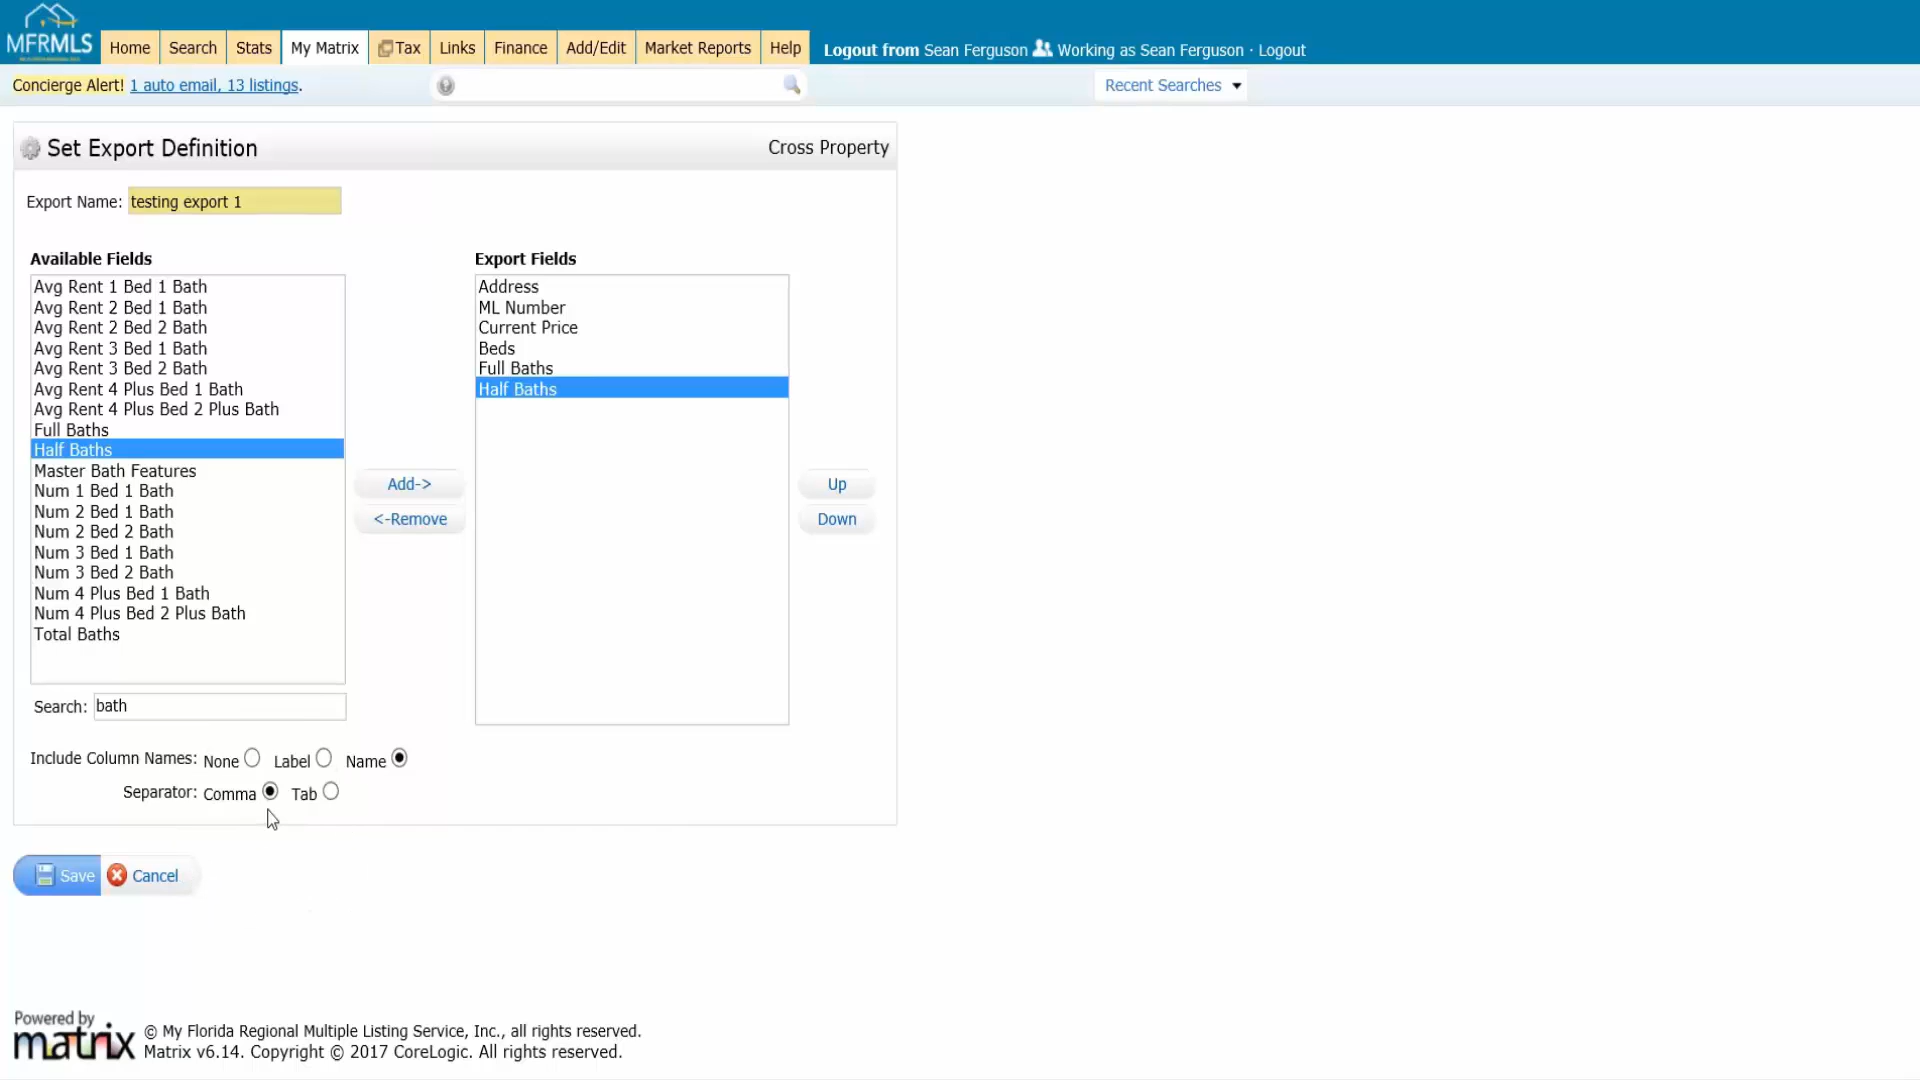 MFRMLS Home Search Stats My Matrix Tax Links Finance Add/Edit Market Reports Help Logout from Sean Ferguson Working as Sean Ferguson · Logout
Concierge Alert! 1 auto email, 13 listings. Recent Searches
Set Export Definition Cross Property
Export Name: testing export 1
Available Fields
Avg Rent 1 Bed 1 Bath
Avg Rent 2 Bed 1 Bath
Avg Rent 2 Bed 2 Bath
Avg Rent 3 Bed 1 Bath
Avg Rent 3 Bed 2 Bath
Avg Rent 4 Plus Bed 1 Bath
Avg Rent 4 Plus Bed 2 Plus Bath
Full Baths
Half Baths
Master Bath Features
Num 1 Bed 1 Bath
Num 2 Bed 1 Bath
Num 2 Bed 2 Bath
Num 3 Bed 1 Bath
Num 3 Bed 2 Bath
Num 4 Plus Bed 1 Bath
Num 4 Plus Bed 2 Plus Bath
Total Baths
Search: bath
Add->
<-Remove
Export Fields
Address
ML Number
Current Price
Beds
Full Baths
Half Baths
Up
Down
Include Column Names: None Label Name
Separator: Comma Tab
Save Cancel
Powered by
matrix
© My Florida Regional Multiple Listing Service, Inc., all rights reserved.
Matrix v6.14. Copyright © 2017 CoreLogic. All rights reserved.